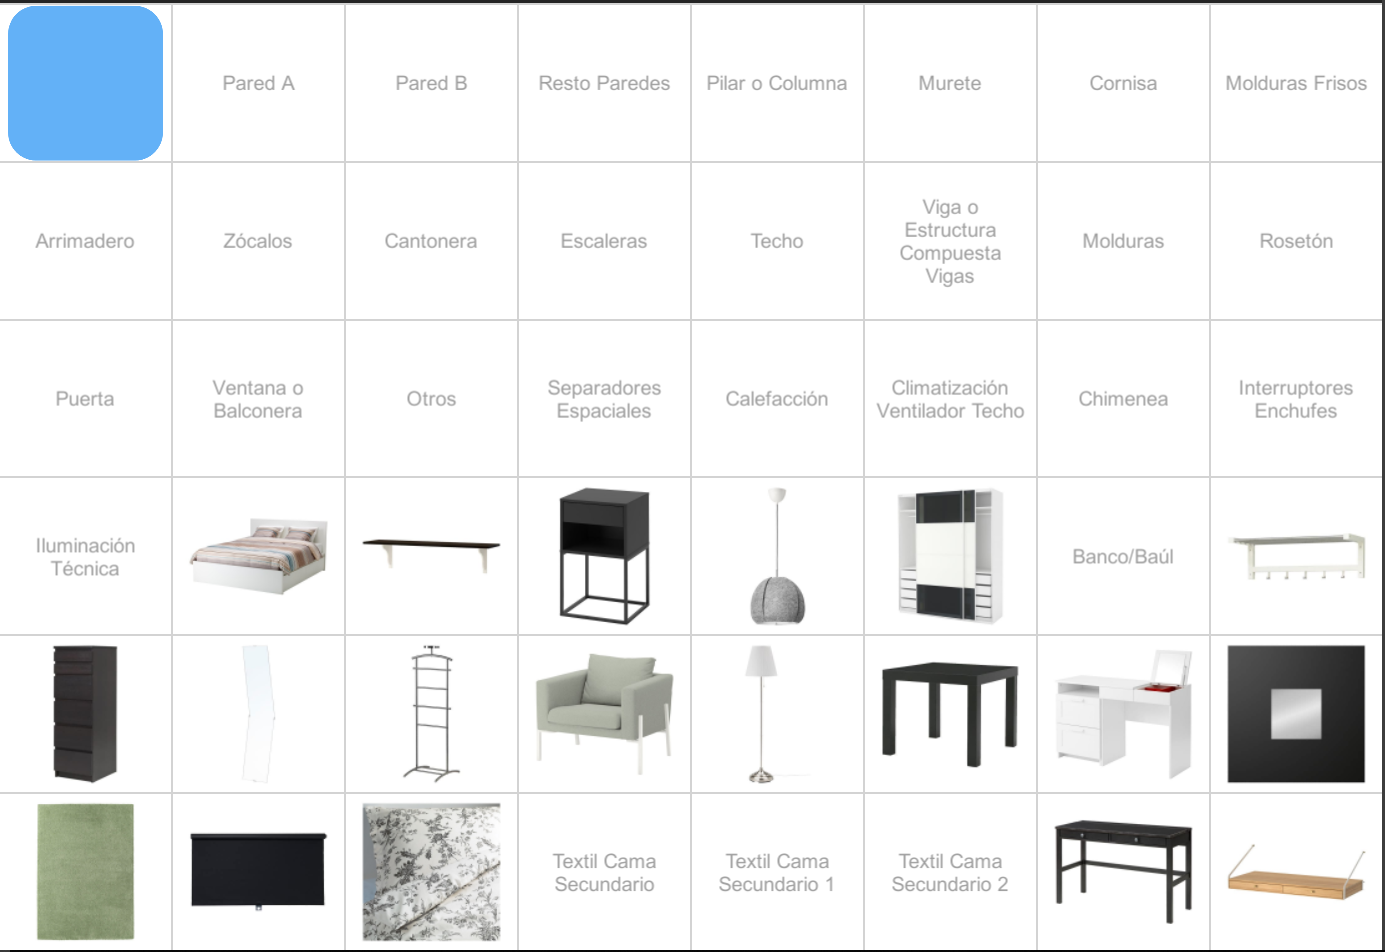 Pared A
Pared B
Resto Paredes
Pilar o Columna
Murete
Cornisa
Molduras Frisos
Arrimadero
Zócalos
Cantonera
Escaleras
Techo
Viga o
Estructura
Compuesta
Vigas
Molduras
Rosetón
Puerta
Ventana o
Balconera
Otros
Separadores
Espaciales
Calefacción
Climatización
Ventilador Techo
Chimenea
Interruptores
Enchufes
Iluminación
Técnica
Banco/Baúl
Textil Cama
Secundario
Textil Cama
Secundario 1
Textil Cama
Secundario 2